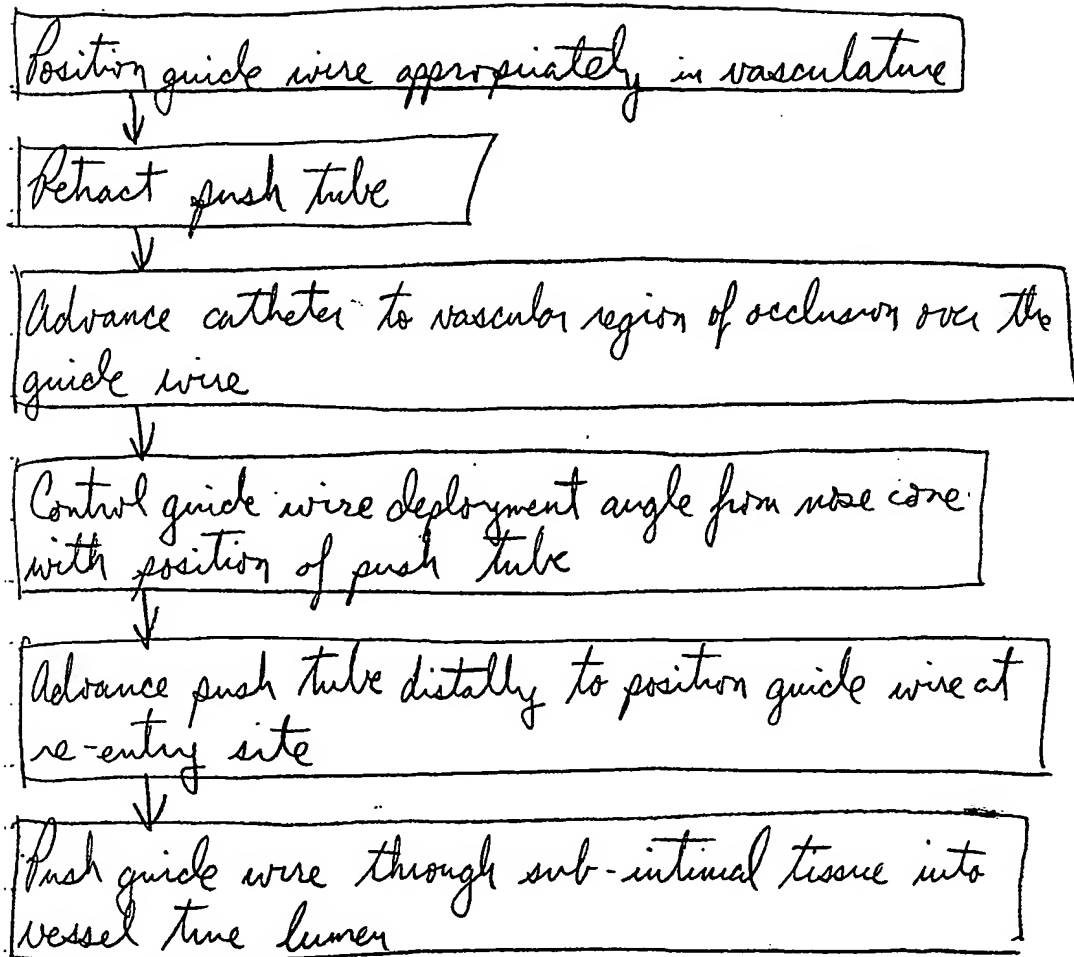 Position guide wire appropriately in vasculature
Retract push tube
Advance catheter to vascular region of occlusion over the
guide wire
Control guide wire deployment angle from nose cone
with position of push tube
Advance push tube distally to position guide wire at
re-entry site
Push guide wire through sub-intimal tissue into
vessel true lumen